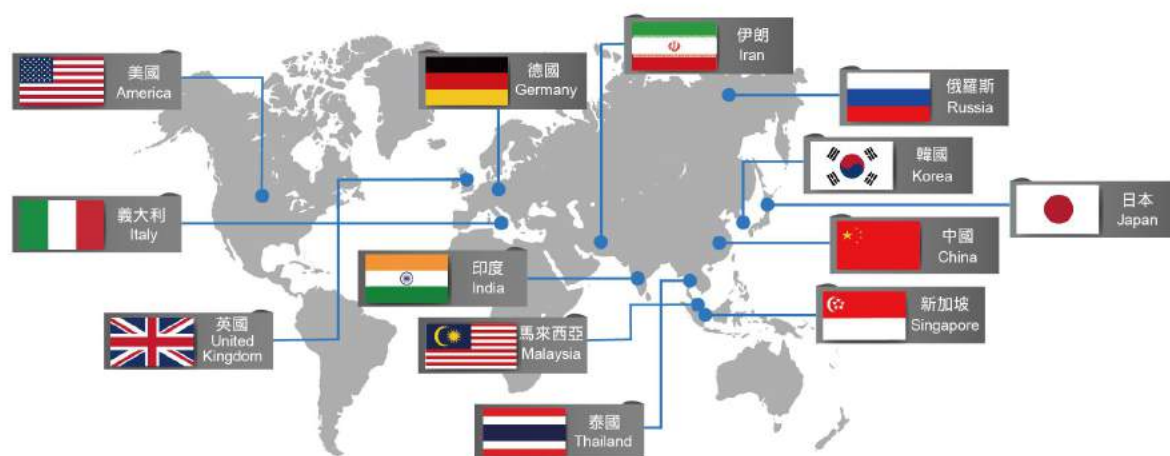 美國
America
德國
Germany
伊朗
Iran
俄羅斯
Russia
韓國
Korea
義大利
Italy
日本
Japan
中國
China
印度
India
新加坡
Singapore
英國
United
Kingdom
馬來西亞
Malaysia
泰國
Thailand